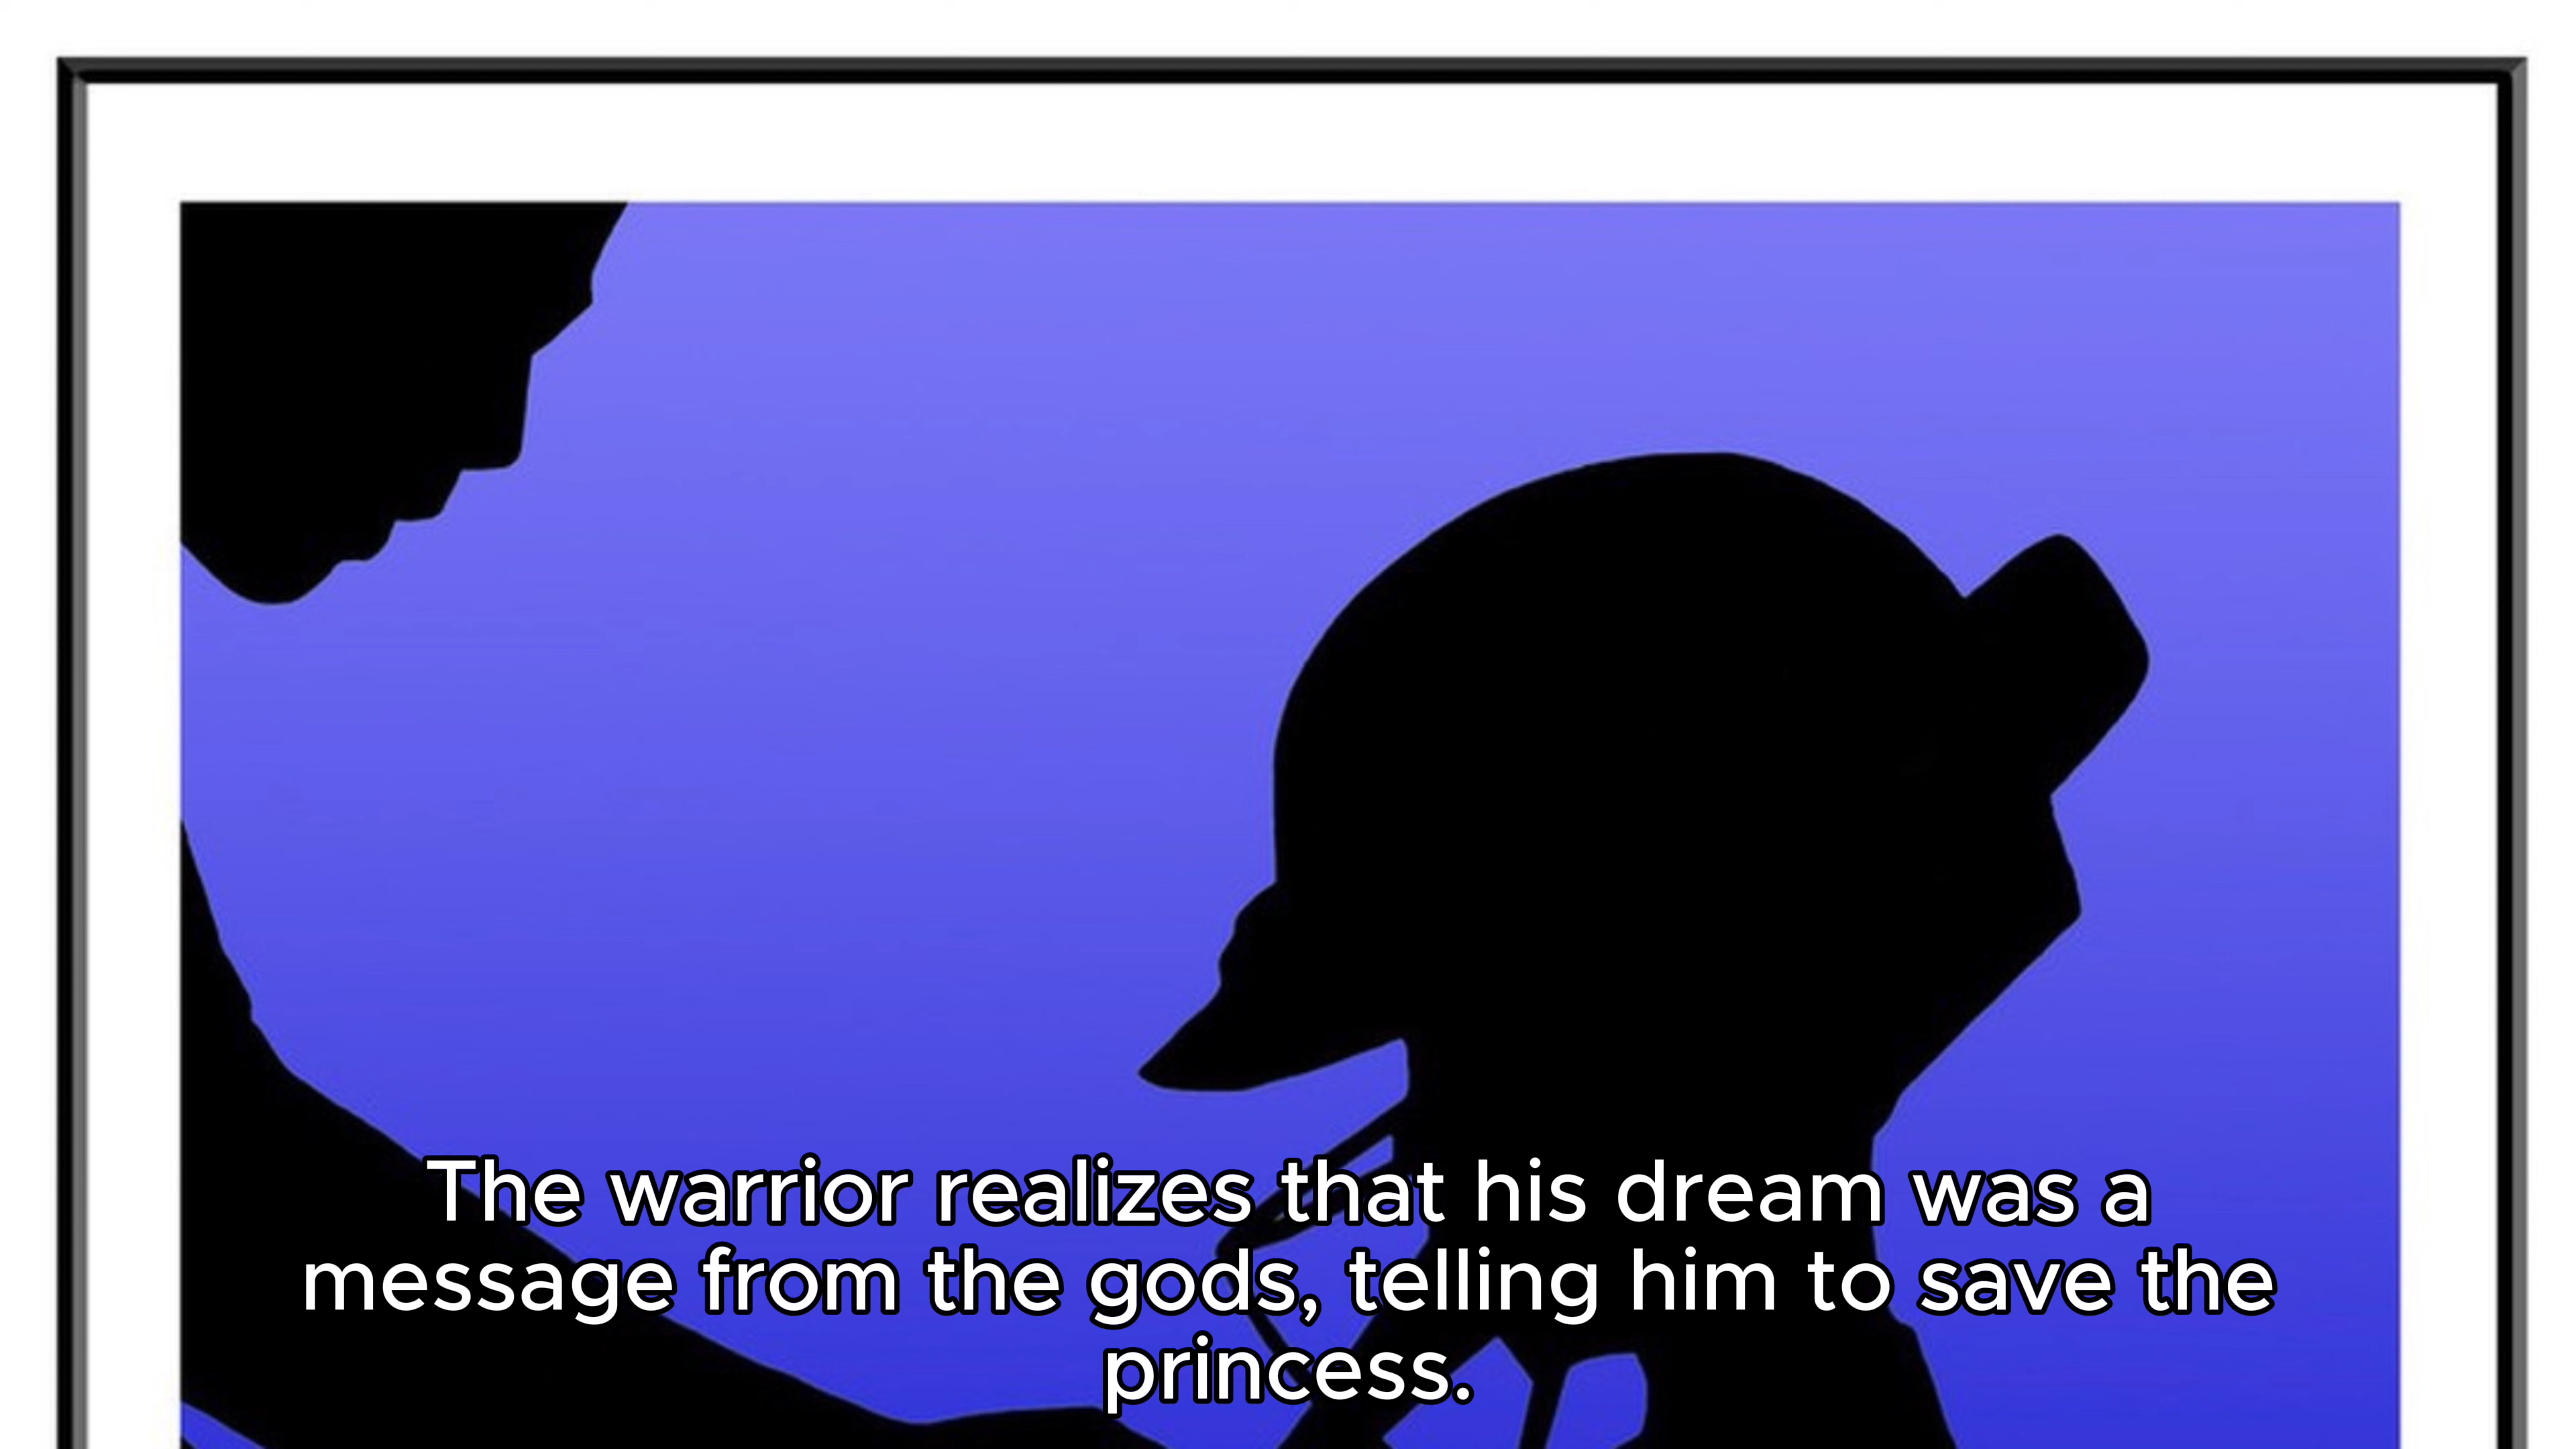 The warrior realizes that his dream was a
message from the gods, telling him to save the
princess.